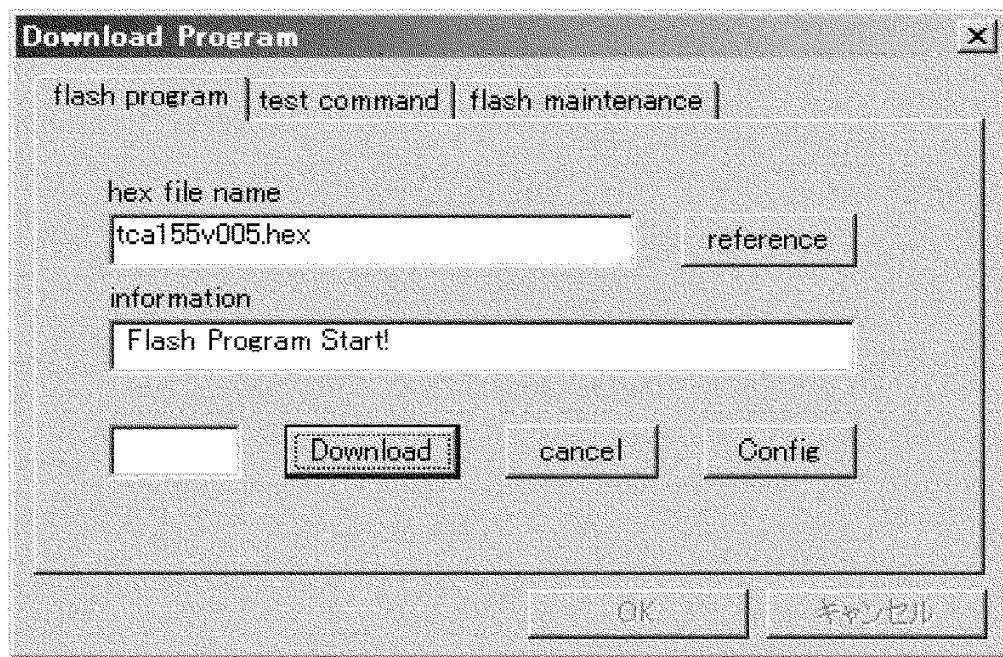 Download Program
flash program test command flash maintenance
hex file name
tca155v005.hex
reference
information
Flash Program Start!
Download cancel Config
OK キャンセル